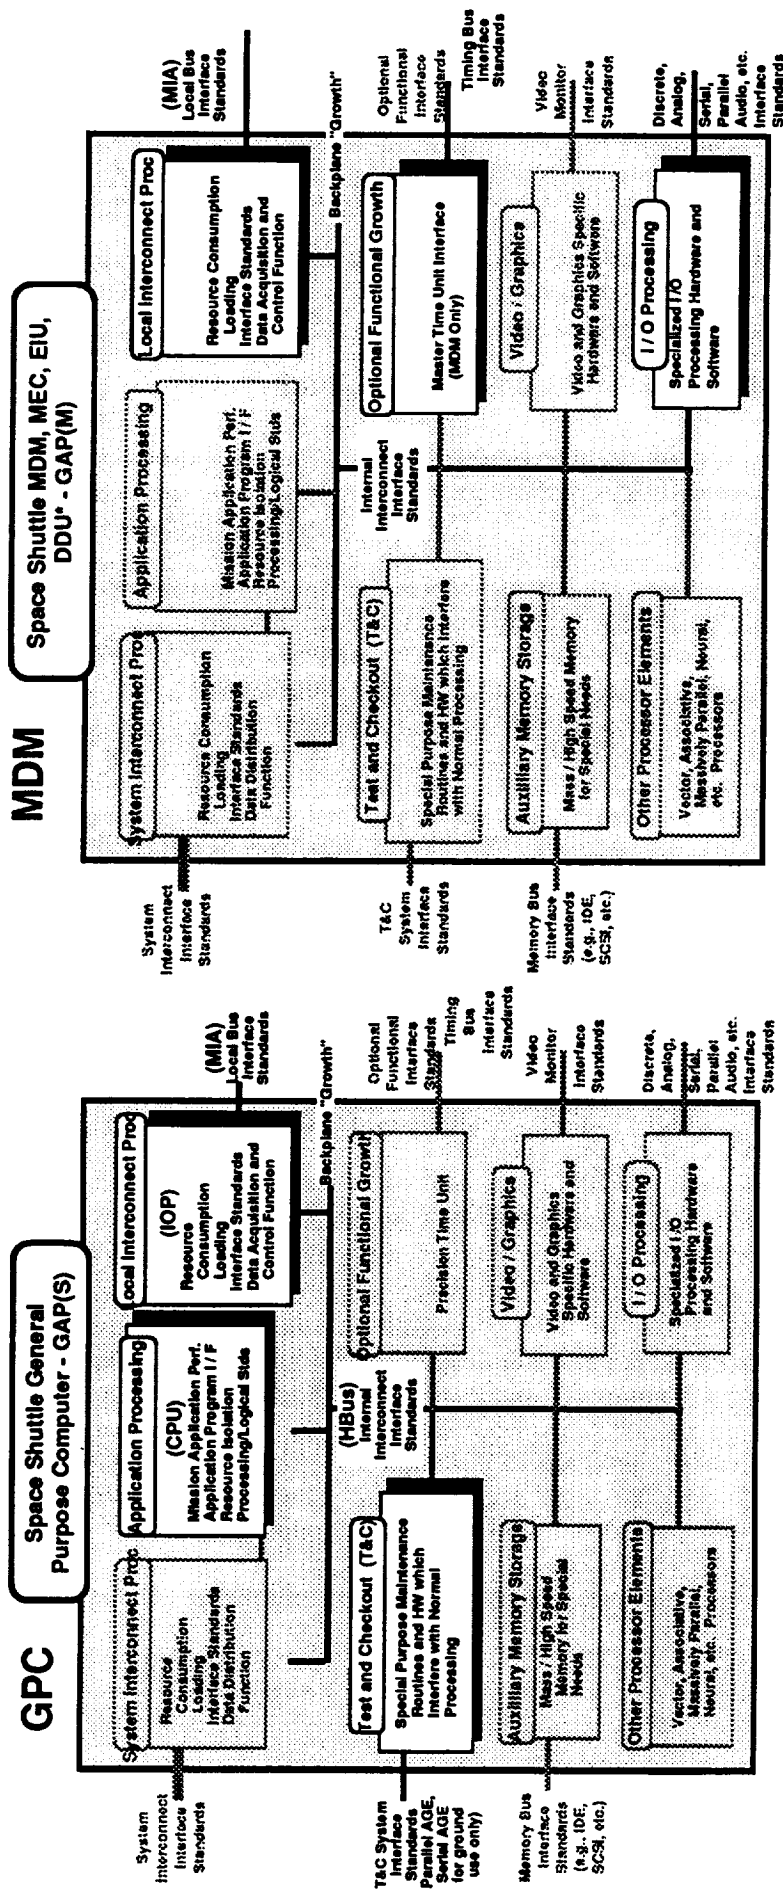 GPC
Space Shuttle General
Purpose Computer - GAP(S)
System Interconnect Proc
Resource
Consumption
Loading
Interface Standards
Data Distribution
Function
Application Processing
(CPU)
Mission Application Perf.
Application Program I / F
Resource Isolation
Processing/Logical Stds
Local Interconnect Proc
(IOP)
Resource
Consumption
Loading
Interface Standards
Data Acquisition and
Control Function
System
Interconnect
Interface
Standards
(MIA)
Local Bus
Interface
Standards
Backplane "Growth"
(HBus)
Internal
Interconnect
Interface
Standards
T&C System
Interface
Standards
Parallel AGE,
Serial AGE
(for ground
use only)
Test and Checkout (T&C)
Special Purpose Maintenance
Routines and HW which
Interfere with Normal
Processing
Optional Functional Growth
Precision Time Unit
Optional
Functional
Interface
Standards
Timing
Bus
Interface
Standards
Memory Bus
Interface
Standards
(e.g., IDE,
SCSI, etc.)
Auxilliary Memory Storage
Mass / High Speed
Memory for Special
Needs
Video / Graphics
Video and Graphics
Specific Hardware and
Software
Video
Monitor
Interface
Standards
Other Processor Elements
Vector, Associative,
Massively Parallel,
Neural, etc. Processors
I / O Processing
Specialized I /O
Processing Hardware
and Software
Discrete,
Analog,
Serial,
Parallel
Audio, etc.
Interface
Standards
MDM
Space Shuttle MDM, MEC, EIU,
DDU* - GAP(M)
System Interconnect Proc
Resource Consumption
Loading
Interface Standards
Data Distribution
Function
Application Processing
Mission Application Perf.
Application Program I / F
Resource Isolation
Processing/Logical Stds
Local Interconnect Proc
Resource Consumption
Loading
Interface Standards
Data Acquisition and
Control Function
System
Interconnect
Interface
Standards
(MIA)
Local Bus
Interface
Standards
Backplane "Growth"
Internal
Interconnect
Interface
Standards
T&C
System
Interface
Standards
Test and Checkout (T&C)
Special Purpose Maintenance
Routines and HW which Interfere
with Normal Processing
Optional Functional Growth
Master Time Unit Interface
(MDM Only)
Optional
Functional
Interface
Standards
Timing Bus
Interface
Standards
Memory Bus
Interface
Standards
(e.g., IDE,
SCSI, etc.)
Auxilliary Memory Storage
Mass / High Speed Memory
for Special Needs
Video / Graphics
Video and Graphics Specific
Hardware and Software
Video
Monitor
Interface
Standards
Other Processor Elements
Vector, Associative,
Massively Parallel, Neural,
etc. Processors
I / O Processing
Specialized I /O
Processing Hardware and
Software
Discrete,
Analog,
Serial,
Parallel
Audio, etc.
Interface
Standards